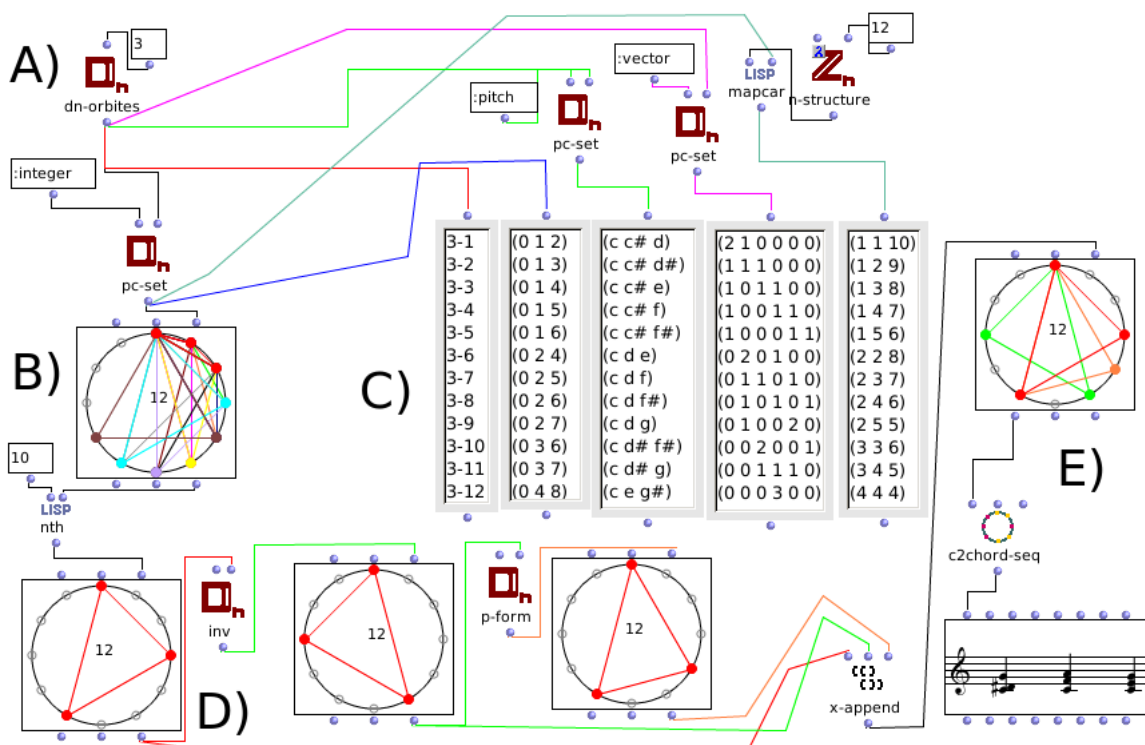 A)
3
dn-orbites
:integer
pc-set
:pitch
pc-set
:vector
pc-set
LISP
mapcar
12
n-structure
B)
12
10
LISP
nth
C)
3-1
3-2
3-3
3-4
3-5
3-6
3-7
3-8
3-9
3-10
3-11
3-12
(0 1 2)
(0 1 3)
(0 1 4)
(0 1 5)
(0 1 6)
(0 2 4)
(0 2 5)
(0 2 6)
(0 2 7)
(0 3 6)
(0 3 7)
(0 4 8)
(c c# d)
(c c# d#)
(c c# e)
(c c# f)
(c c# f#)
(c d e)
(c d f)
(c d f#)
(c d g)
(c d# f#)
(c d# g)
(c e g#)
(2 1 0 0 0 0)
(1 1 1 0 0 0)
(1 0 1 1 0 0)
(1 0 0 1 1 0)
(1 0 0 0 1 1)
(0 2 0 1 0 0)
(0 1 1 0 1 0)
(0 1 0 1 0 1)
(0 1 0 0 2 0)
(0 0 2 0 0 1)
(0 0 1 1 1 0)
(0 0 0 3 0 0)
(1 1 10)
(1 2 9)
(1 3 8)
(1 4 7)
(1 5 6)
(2 2 8)
(2 3 7)
(2 4 6)
(2 5 5)
(3 3 6)
(3 4 5)
(4 4 4)
D)
12
inv
12
p-form
12
x-append
E)
12
c2chord-seq